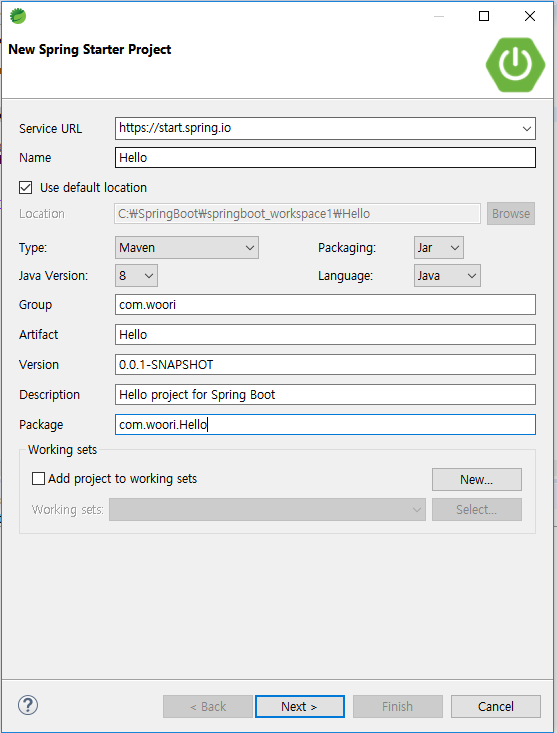 New Spring Starter Project
Service URL https://start.spring.io
Name Hello
Use default location
Location C:₩SpringBoot₩springboot_workspace1₩Hello Browse
Type: Maven Packaging: Jar
Java Version: 8 Language: Java
Group com.woori
Artifact Hello
Version 0.0.1-SNAPSHOT
Description Hello project for Spring Boot
Package com.woori.Hello
Working sets
Add project to working sets New...
Working sets: Select...
? < Back Next > Finish Cancel